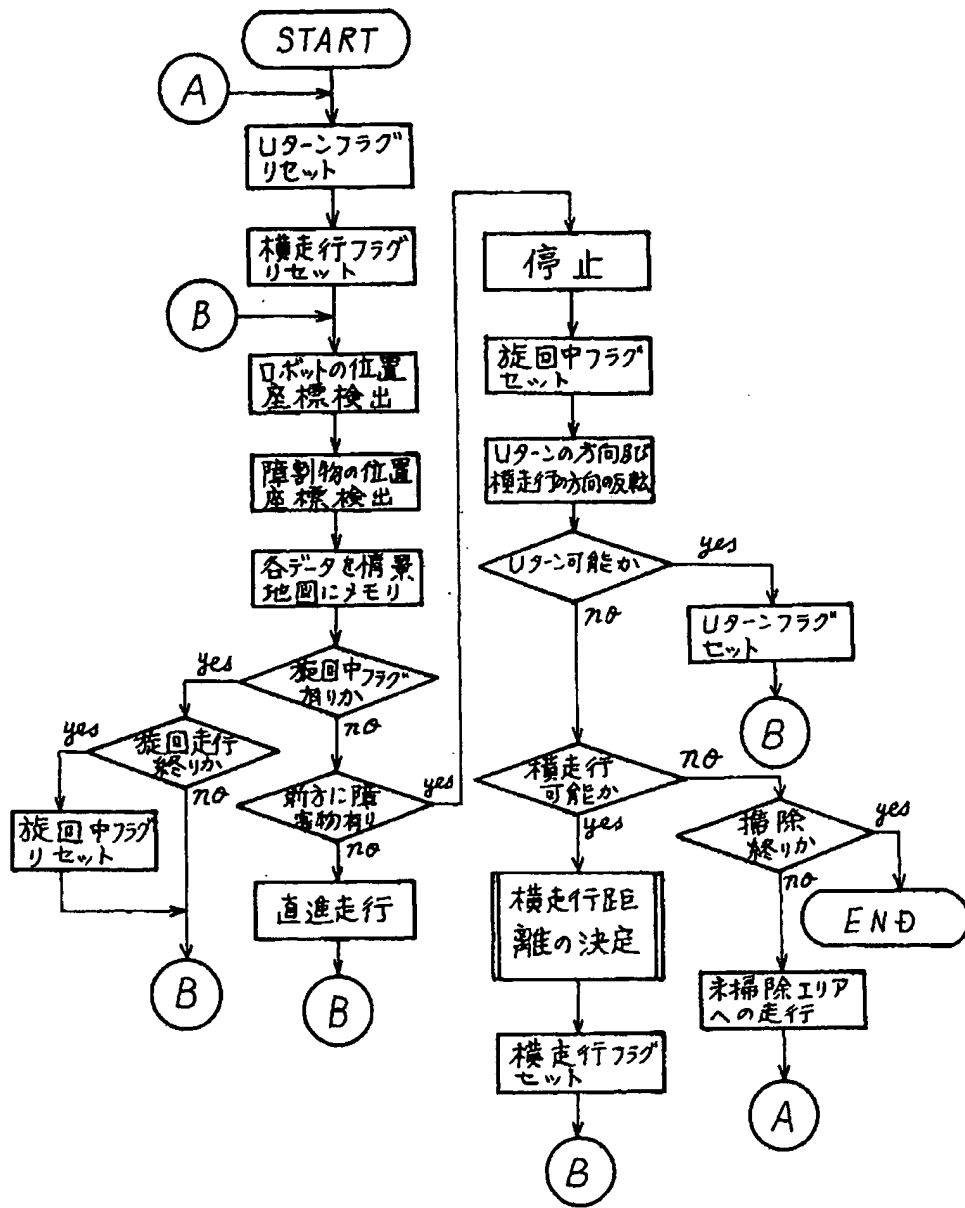 START
A
Uターンフラグ
リセット
横走行フラグ
リセット
B
ロボットの位置
座標検出
障割物の位置
座標検出
各データを情景
地図にメモリ
旋回中フラグ
有りか
yes
no
旋回走行
終りか
yes
no
旋回中フラグ
リセット
B
前方に障
害物有り
yes
no
直進走行
B
停止
旋回中フラグ
セット
Uターンの方向及び
横走行の方向の反転
Uターン可能か
yes
no
Uターンフラグ
セット
B
横走行
可能か
no
yes
横走行距
離の決定
横走行フラグ
セット
B
掃除
終りか
yes
no
END
未掃除エリア
への走行
A